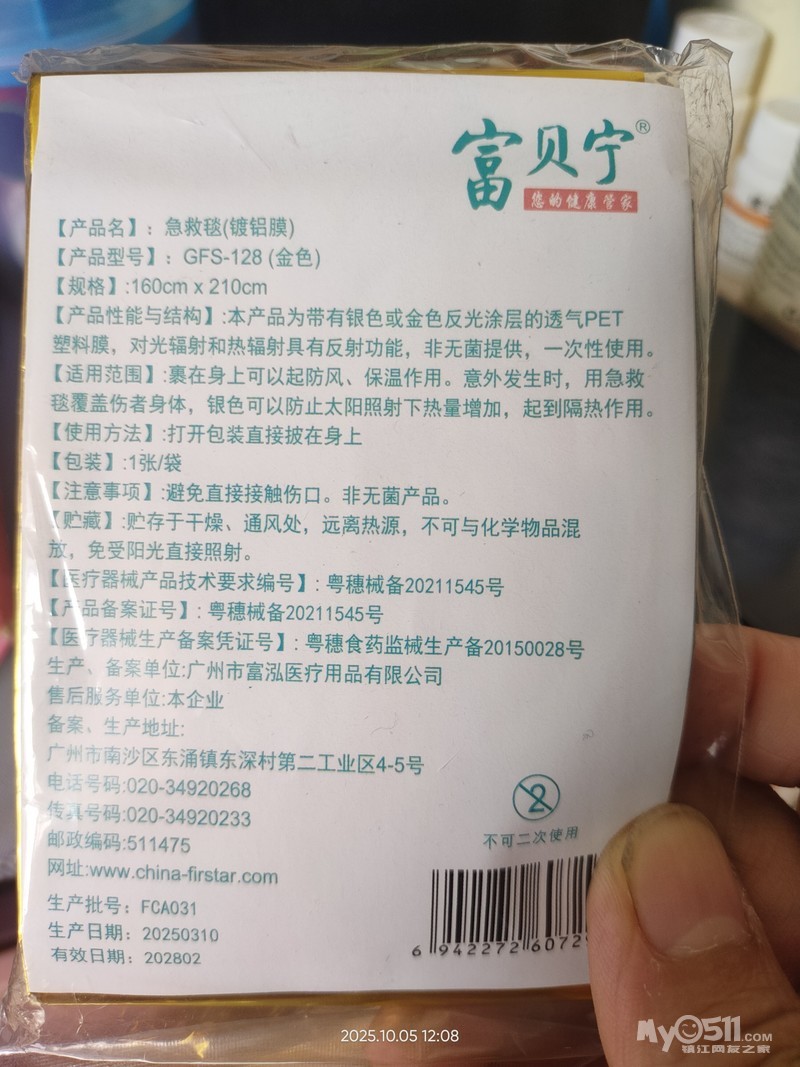 富贝宁®
您的健康管家
【产品名】：急救毯(镀铝膜)
【产品型号】：GFS-128 (金色)
【规格】:160cm x 210cm
【产品性能与结构】:本产品为带有银色或金色反光涂层的透气PET
塑料膜，对光辐射和热辐射具有反射功能，非无菌提供，一次性使用。
【适用范围】:裹在身上可以起防风、保温作用。意外发生时，用急救
毯覆盖伤者身体，银色可以防止太阳照射下热量增加，起到隔热作用。
【使用方法】:打开包装直接披在身上
【包装】:1张/袋
【注意事项】:避免直接接触伤口。非无菌产品。
【贮藏】:贮存于干燥、通风处，远离热源，不可与化学物品混
放，免受阳光直接照射。
【医疗器械产品技术要求编号】：粤穗械备20211545号
【产品备案证号】：粤穗械备20211545号
【医疗器械生产备案凭证号】：粤穗食药监械生产备20150028号
生产、备案单位:广州市富泓医疗用品有限公司
售后服务单位:本企业
备案、生产地址:
广州市南沙区东涌镇东深村第二工业区4-5号
电话号码:020-34920268
传真号码:020-34920233
邮政编码:511475
网址:www.china-firstar.com
2
不可二次使用
生产批号：FCA031
生产日期：20250310
有效日期：202802
6 942272 60729
2025.10.05 12:08
My0511.COM
镇江网友之家